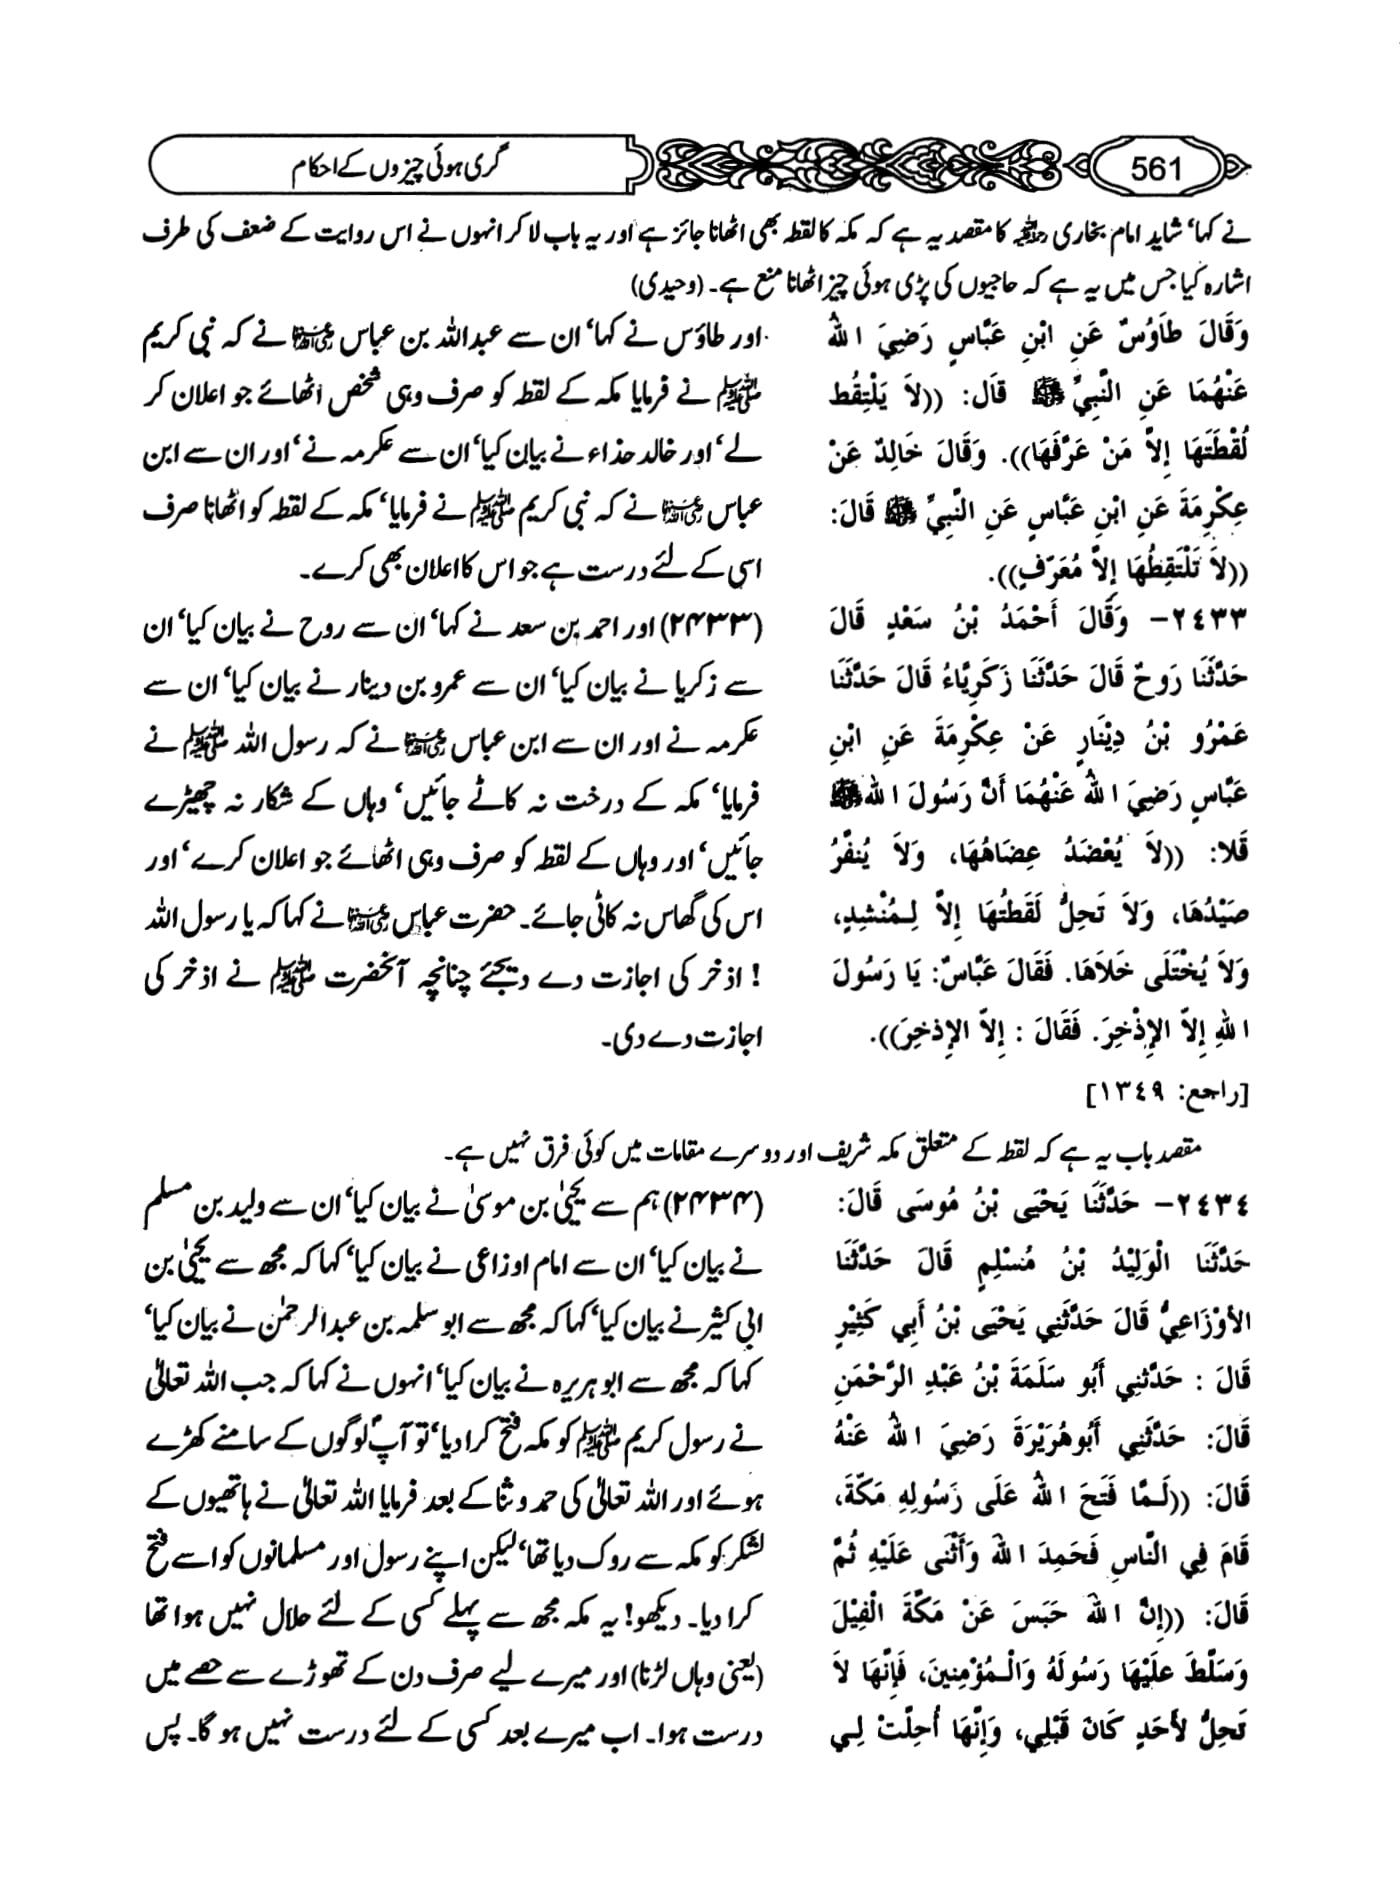 561
گری ہوئی چیزوں کے احکام
نے کہا‘ شاید امام بخاری رحمۃ اللہ علیہ کا مقصد یہ ہے کہ مکہ کا لقطہ بھی اٹھانا جائز ہے اور یہ باب لا کر انہوں نے اس روایت کے ضعف کی طرف
اشارہ کیا جس میں یہ ہے کہ حاجیوں کی پڑی ہوئی چیز اٹھانا منع ہے۔ (وحیدی)
وَقَالَ طَاوُسٌ عَنِ ابْنِ عَبَّاسٍ رَضِيَ اللهُ
عَنْهُمَا عَنِ النَّبِيِّ ﷺ قَالَ: ((لاَ يَلْتِقُط
لُقْطَتَهَا إِلاَّ مَنْ عَرَّفَهَا)). وَقَالَ خَالِدٌ عَنْ
عِكْرِمَةَ عَنِ ابْنِ عَبَّاسٍ عَنِ النَّبِيِّ ﷺ قَالَ:
((لاَ تَلْتَقِطُهَا إِلاَّ مُعَرِّفٍ)).
٢٤٣٣- وَقَالَ أَحْمَدُ بْنُ سَعْدٍ قَالَ
حَدَّثَنَا رَوحٌ قَالَ حَدَّثَنَا زَكَرِيَّاءُ قَالَ حَدَّثَنَا
عَمْرُو بْنُ دِيْنَارٍ عَنْ عِكْرِمَةَ عَنِ ابْنِ
عَبَّاسٍ رَضِيَ اللهُ عَنْهُمَا أَنَّ رَسُولَ اللهِ ﷺ
قَلا: ((لاَ يُعْضَدُ عِضَاهُهَا، وَلاَ يُنفَّرُ
صَيْدُهَا، وَلاَ تَحِلُّ لَقَطتُهَا إِلاَّ لِمُنْشِدٍ،
وَلاَ يُخْتَلَى خَلاَهَا. فَقَالَ عَبَّاسٌ: يَا رَسُولَ
اللهِ إِلاَّ الإِذْخِرَ. فَقَالَ : إِلاَّ الإِذخِرَ)).
[راجع: ١٣٤٩]
اور طاؤس نے کہا‘ ان سے عبداللہ بن عباس رضی اللہ عنہما نے کہ نبی کریم
ﷺ نے فرمایا مکہ کے لقطہ کو صرف وہی شخص اٹھائے جو اعلان کر
لے‘ اور خالد حذاء نے بیان کیا‘ ان سے عکرمہ نے‘ اور ان سے ابن
عباس رضی اللہ عنہما نے کہ نبی کریم ﷺ نے فرمایا‘ مکہ کے لقطہ کو اٹھانا صرف
اسی کے لئے درست ہے جو اس کا اعلان بھی کرے۔
(۲۴۳۳) اور احمد بن سعد نے کہا‘ ان سے روح نے بیان کیا‘ ان
سے زکریا نے بیان کیا‘ ان سے عمرو بن دینار نے بیان کیا‘ ان سے
عکرمہ نے اور ان سے ابن عباس رضی اللہ عنہما نے کہ رسول اللہ ﷺ نے
فرمایا‘ مکہ کے درخت نہ کاٹے جائیں‘ وہاں کے شکار نہ چھیڑے
جائیں‘ اور وہاں کے لقطہ کو صرف وہی اٹھائے جو اعلان کرے‘ اور
اس کی گھاس نہ کاٹی جائے۔ حضرت عباس رضی اللہ عنہ نے کہا کہ یا رسول اللہ
! اذخر کی اجازت دے دیجئے چنانچہ آنحضرت ﷺ نے اذخر کی
اجازت دے دی۔
مقصد باب یہ ہے کہ لقطہ کے متعلق مکہ شریف اور دوسرے مقامات میں کوئی فرق نہیں ہے۔
٢٤٣٤- حَدَّثَنَا يَحْيَى بْنُ مُوسَى قَالَ:
حَدَّثَنَا الْوَلِيْدُ بْنُ مُسْلِمٍ قَالَ حَدَّثَنَا
الأَوْزَاعِيُّ قَالَ حَدَّثَنِي يَحْيَى بْنُ أَبِي كَثِيْرٍ
قَالَ : حَدَّثنِي أَبُو سَلَمَةَ بْنُ عَبْدِ الرَّحْمَنِ
قَالَ: حَدَّثَنِي أَبُوهُرَيْرَةَ رَضِيَ اللهُ عَنْهُ
قَالَ: ((لَمَّا فَتَحَ اللهُ عَلَى رَسُولِهِ مَكَّةَ،
قَامَ فِي النَّاسِ فَحَمِدَ اللهَ وَأَثْنَى عَلَيْهِ ثُمَّ
قَالَ: ((إِنَّ اللهَ حَبَسَ عَنْ مَكَّةَ الْفِيْلَ
وَسَلَّطَ عَلَيْهَا رَسُولَهُ وَالْمُؤْمِنِينَ، فَإِنَّهَا لاَ
تَحِلُّ لأَحَدٍ كَانَ قَبْلِي، وَإِنَّهَا أُحِلَّتْ لِي
(۲۴۳۴) ہم سے یحییٰ بن موسیٰ نے بیان کیا‘ ان سے ولید بن مسلم
نے بیان کیا‘ ان سے امام اوزاعی نے بیان کیا‘ کہا کہ مجھ سے یحییٰ بن
ابی کثیر نے بیان کیا‘ کہا کہ مجھ سے ابو سلمہ بن عبدالرحمٰن نے بیان کیا‘
کہا کہ مجھ سے ابو ہریرہ نے بیان کیا‘ انہوں نے کہا کہ جب اللہ تعالیٰ
نے رسول کریم ﷺ کو مکہ فتح کرا دیا‘ تو آپؐ لوگوں کے سامنے کھڑے
ہوئے اور اللہ تعالیٰ کی حمد و ثنا کے بعد فرمایا اللہ تعالیٰ نے ہاتھیوں کے
لشکر کو مکہ سے روک دیا تھا‘ لیکن اپنے رسول اور مسلمانوں کو اسے فتح
کرا دیا۔ دیکھو! یہ مکہ مجھ سے پہلے کسی کے لئے حلال نہیں ہوا تھا
(یعنی وہاں لڑنا) اور میرے لیے صرف دن کے تھوڑے سے حصے میں
درست ہوا۔ اب میرے بعد کسی کے لئے درست نہیں ہو گا۔ پس